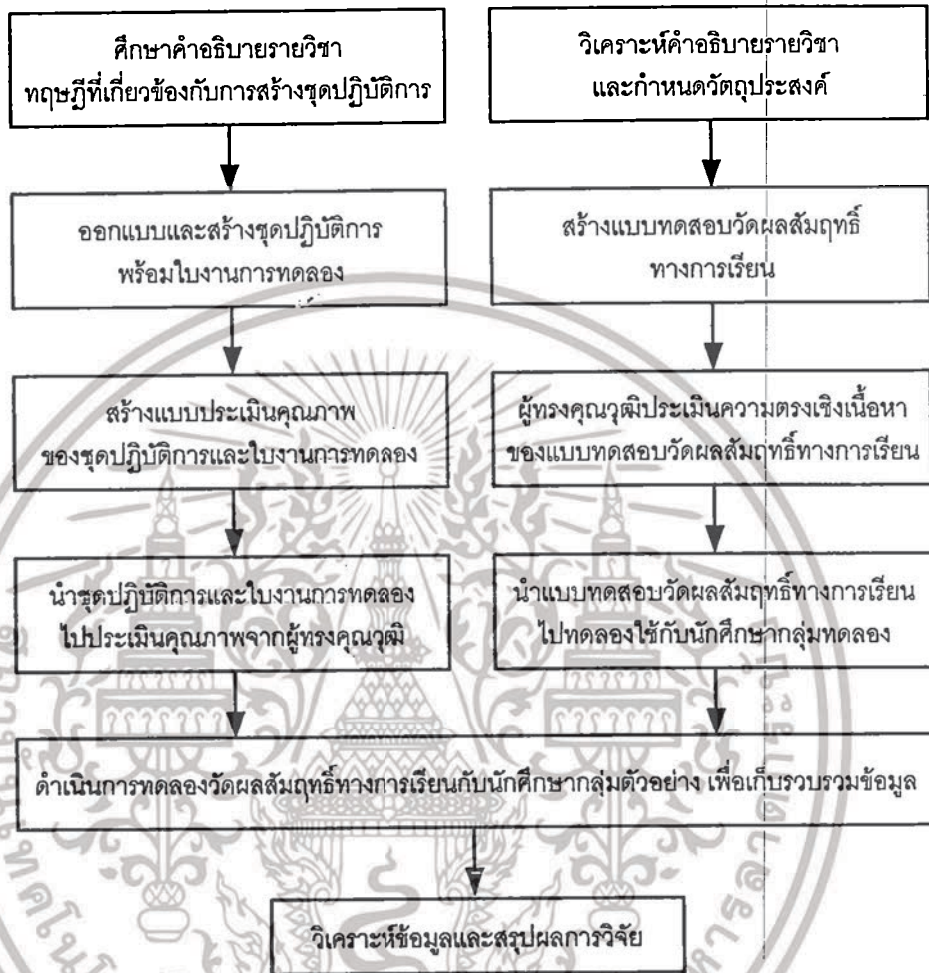 ศึกษาคำอธิบายรายวิชา
ทฤษฎีที่เกี่ยวข้องกับการสร้างชุดปฏิบัติการ
วิเคราะห์คำอธิบายรายวิชา
และกำหนดวัตถุประสงค์
ออกแบบและสร้างชุดปฏิบัติการ
พร้อมใบงานการทดลอง
สร้างแบบทดสอบวัดผลสัมฤทธิ์
ทางการเรียน
สร้างแบบประเมินคุณภาพ
ของชุดปฏิบัติการและใบงานการทดลอง
ผู้ทรงคุณวุฒิประเมินความตรงเชิงเนื้อหา
ของแบบทดสอบวัดผลสัมฤทธิ์ทางการเรียน
นำชุดปฏิบัติการและใบงานการทดลอง
ไปประเมินคุณภาพจากผู้ทรงคุณวุฒิ
นำแบบทดสอบวัดผลสัมฤทธิ์ทางการเรียน
ไปทดลองใช้กับนักศึกษากลุ่มทดลอง
ดำเนินการทดลองวัดผลสัมฤทธิ์ทางการเรียนกับนักศึกษากลุ่มตัวอย่าง เพื่อเก็บรวบรวมข้อมูล
วิเคราะห์ข้อมูลและสรุปผลการวิจัย